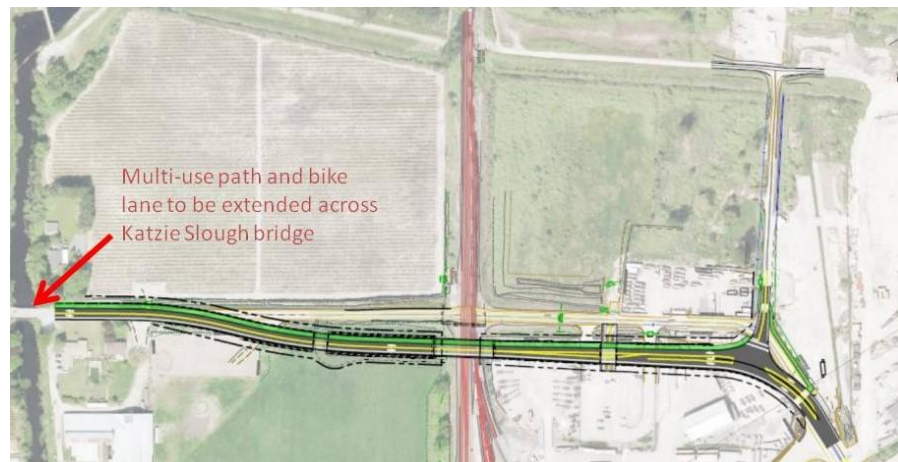 Multi-use path and bike
lane to be extended across
Katzie Slough bridge